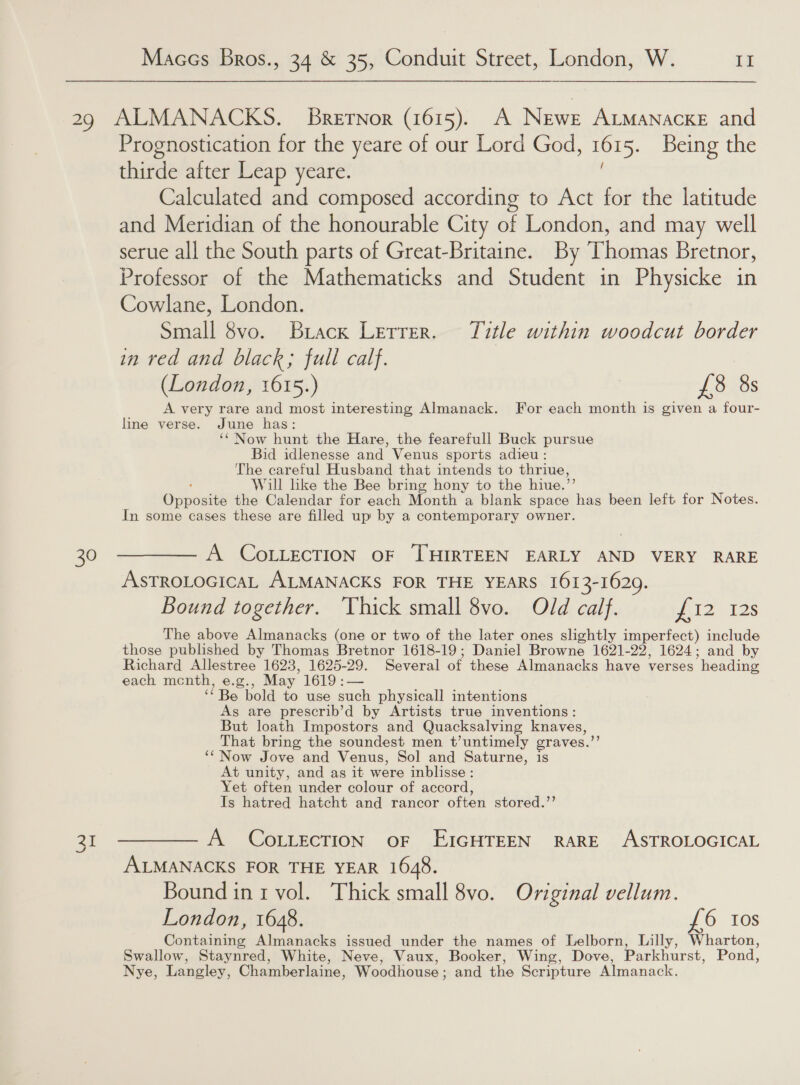 Maggs Bros., 34 & 35, Conduit Street, London, W. 11
29 ALMANACKS. Bretnor (1615). A Newe Almanacke and
Prognostication for the yeare of our Lord God, 1615. Being the
thirde after Leap yeare.
Calculated and composed according to Act for the latitude
and Meridian of the honourable City of London, and may well
serue all the South parts of Great-Britaine. By Thomas Bretnor,
Professor of the Mathematicks and Student in Physicke in
Cowlane, London.
Small 8vo. Black Letter. Title within woodcut border
in red and black; full calf.
(London, 1615.) £8 8s
A very rare and most interesting Almanack. For each month is given a four-
line verse. June has:
“Now hunt the Hare, the fearefull Buck pursue
Bid idlenesse and Venus sports adieu:
The careful Husband that intends to thriue,
Will like the Bee bring hony to the hiue.”
Opposite the Calendar for each Month a blank space has been left for Notes.
In some cases these are filled up by a contemporary owner.
30 ——— A Collection of Thirteen early and very rare
Astrological Almanacks for the years 1613-1629.
Bound together. Thick small 8vo. Old calf. £12 12s
The above Almanacks (one or two of the later ones slightly imperfect) include
those published by Thomas Bretnor 1618-19; Daniel Browne 1621-22, 1624; and by
Richard Allestree 1623, 1625-29. Several of these Almanacks have verses heading
each month, e.g., May 1619:—
“Be bold to use such physicall intentions
As are prescrib’d by Artists true inventions:
But loath Impostors and Quacksalving knaves,
That bring the soundest men t’untimely graves.”
“Now Jove and Venus, Sol and Saturne, is
At unity, and as it were inblisse:
Yet often under colour of accord,
Is hatred hatcht and rancor often stored.”
31 ——— A Collection of Eighteen rare Astrological
Almanacks for the year 1648.
Bound in 1 vol. Thick small 8vo. Original vellum.
London, 1648. £6 10s
Containing Almanacks issued under the names of Lelborn, Lilly, Wharton,
Swallow, Staynred, White, Neve, Vaux, Booker, Wing, Dove, Parkhurst, Pond,
Nye, Langley, Chamberlaine, Woodhouse; and the Scripture Almanack.